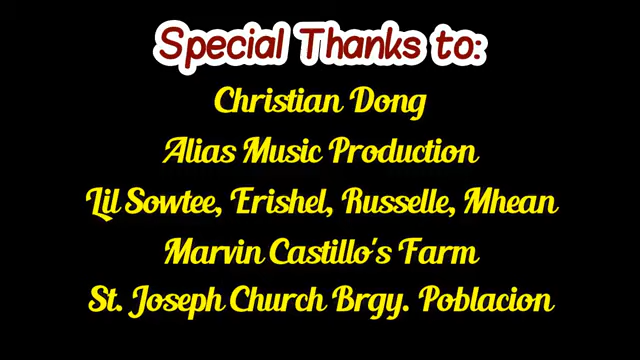 Special Thanks to:
Christian Dong
Alias Music Production
Lil Sowtee, Erishel, Russelle, Mhean
Marvin Castillo's Farm
St. Joseph Church Brgy. Poblacion